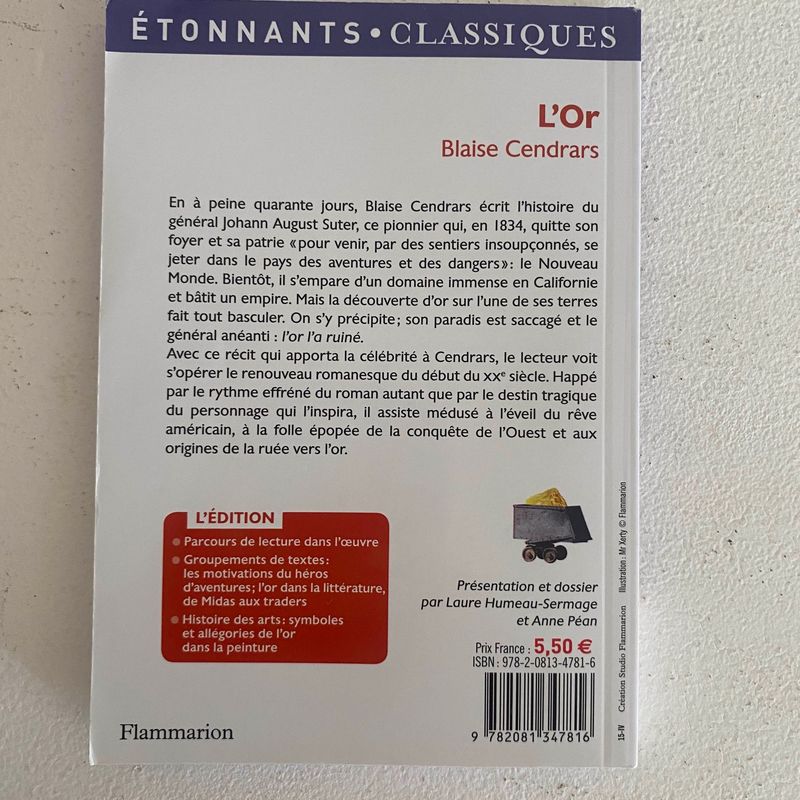 ÉTONNANTS • CLASSIQUES
L'Or
Blaise Cendrars
En à peine quarante jours, Blaise Cendrars écrit l'histoire du
général Johann August Suter, ce pionnier qui, en 1834, quitte son
foyer et sa patrie « pour venir, par des sentiers insoupçonnés, se
jeter dans le pays des aventures et des dangers » : le Nouveau
Monde. Bientôt, il s'empare d'un domaine immense en Californie
et bâtit un empire. Mais la découverte d'or sur l'une de ses terres
fait tout basculer. On s'y précipite ; son paradis est saccagé et le
général anéanti : l'or l'a ruiné.
Avec ce récit qui apporta la célébrité à Cendrars, le lecteur voit
s'opérer le renouveau romanesque du début du XXe siècle. Happé
par le rythme effréné du roman autant que par le destin tragique
du personnage qui l'inspira, il assiste médusé à l'éveil du rêve
américain, à la folle épopée de la conquête de l'Ouest et aux
origines de la ruée vers l'or.
L'ÉDITION
• Parcours de lecture dans l'œuvre
• Groupements de textes :
les motivations du héros
d'aventures ; l'or dans la littérature,
de Midas aux traders
• Histoire des arts : symboles
et allégories de l'or
dans la peinture
Présentation et dossier
par Laure Humeau-Sermage
et Anne Péan
Prix France : 5,50 €
ISBN : 978-2-0813-4781-6
9 782081 347816
Flammarion
15-IV Création Studio Flammarion Illustration : Mr Xerty © Flammarion